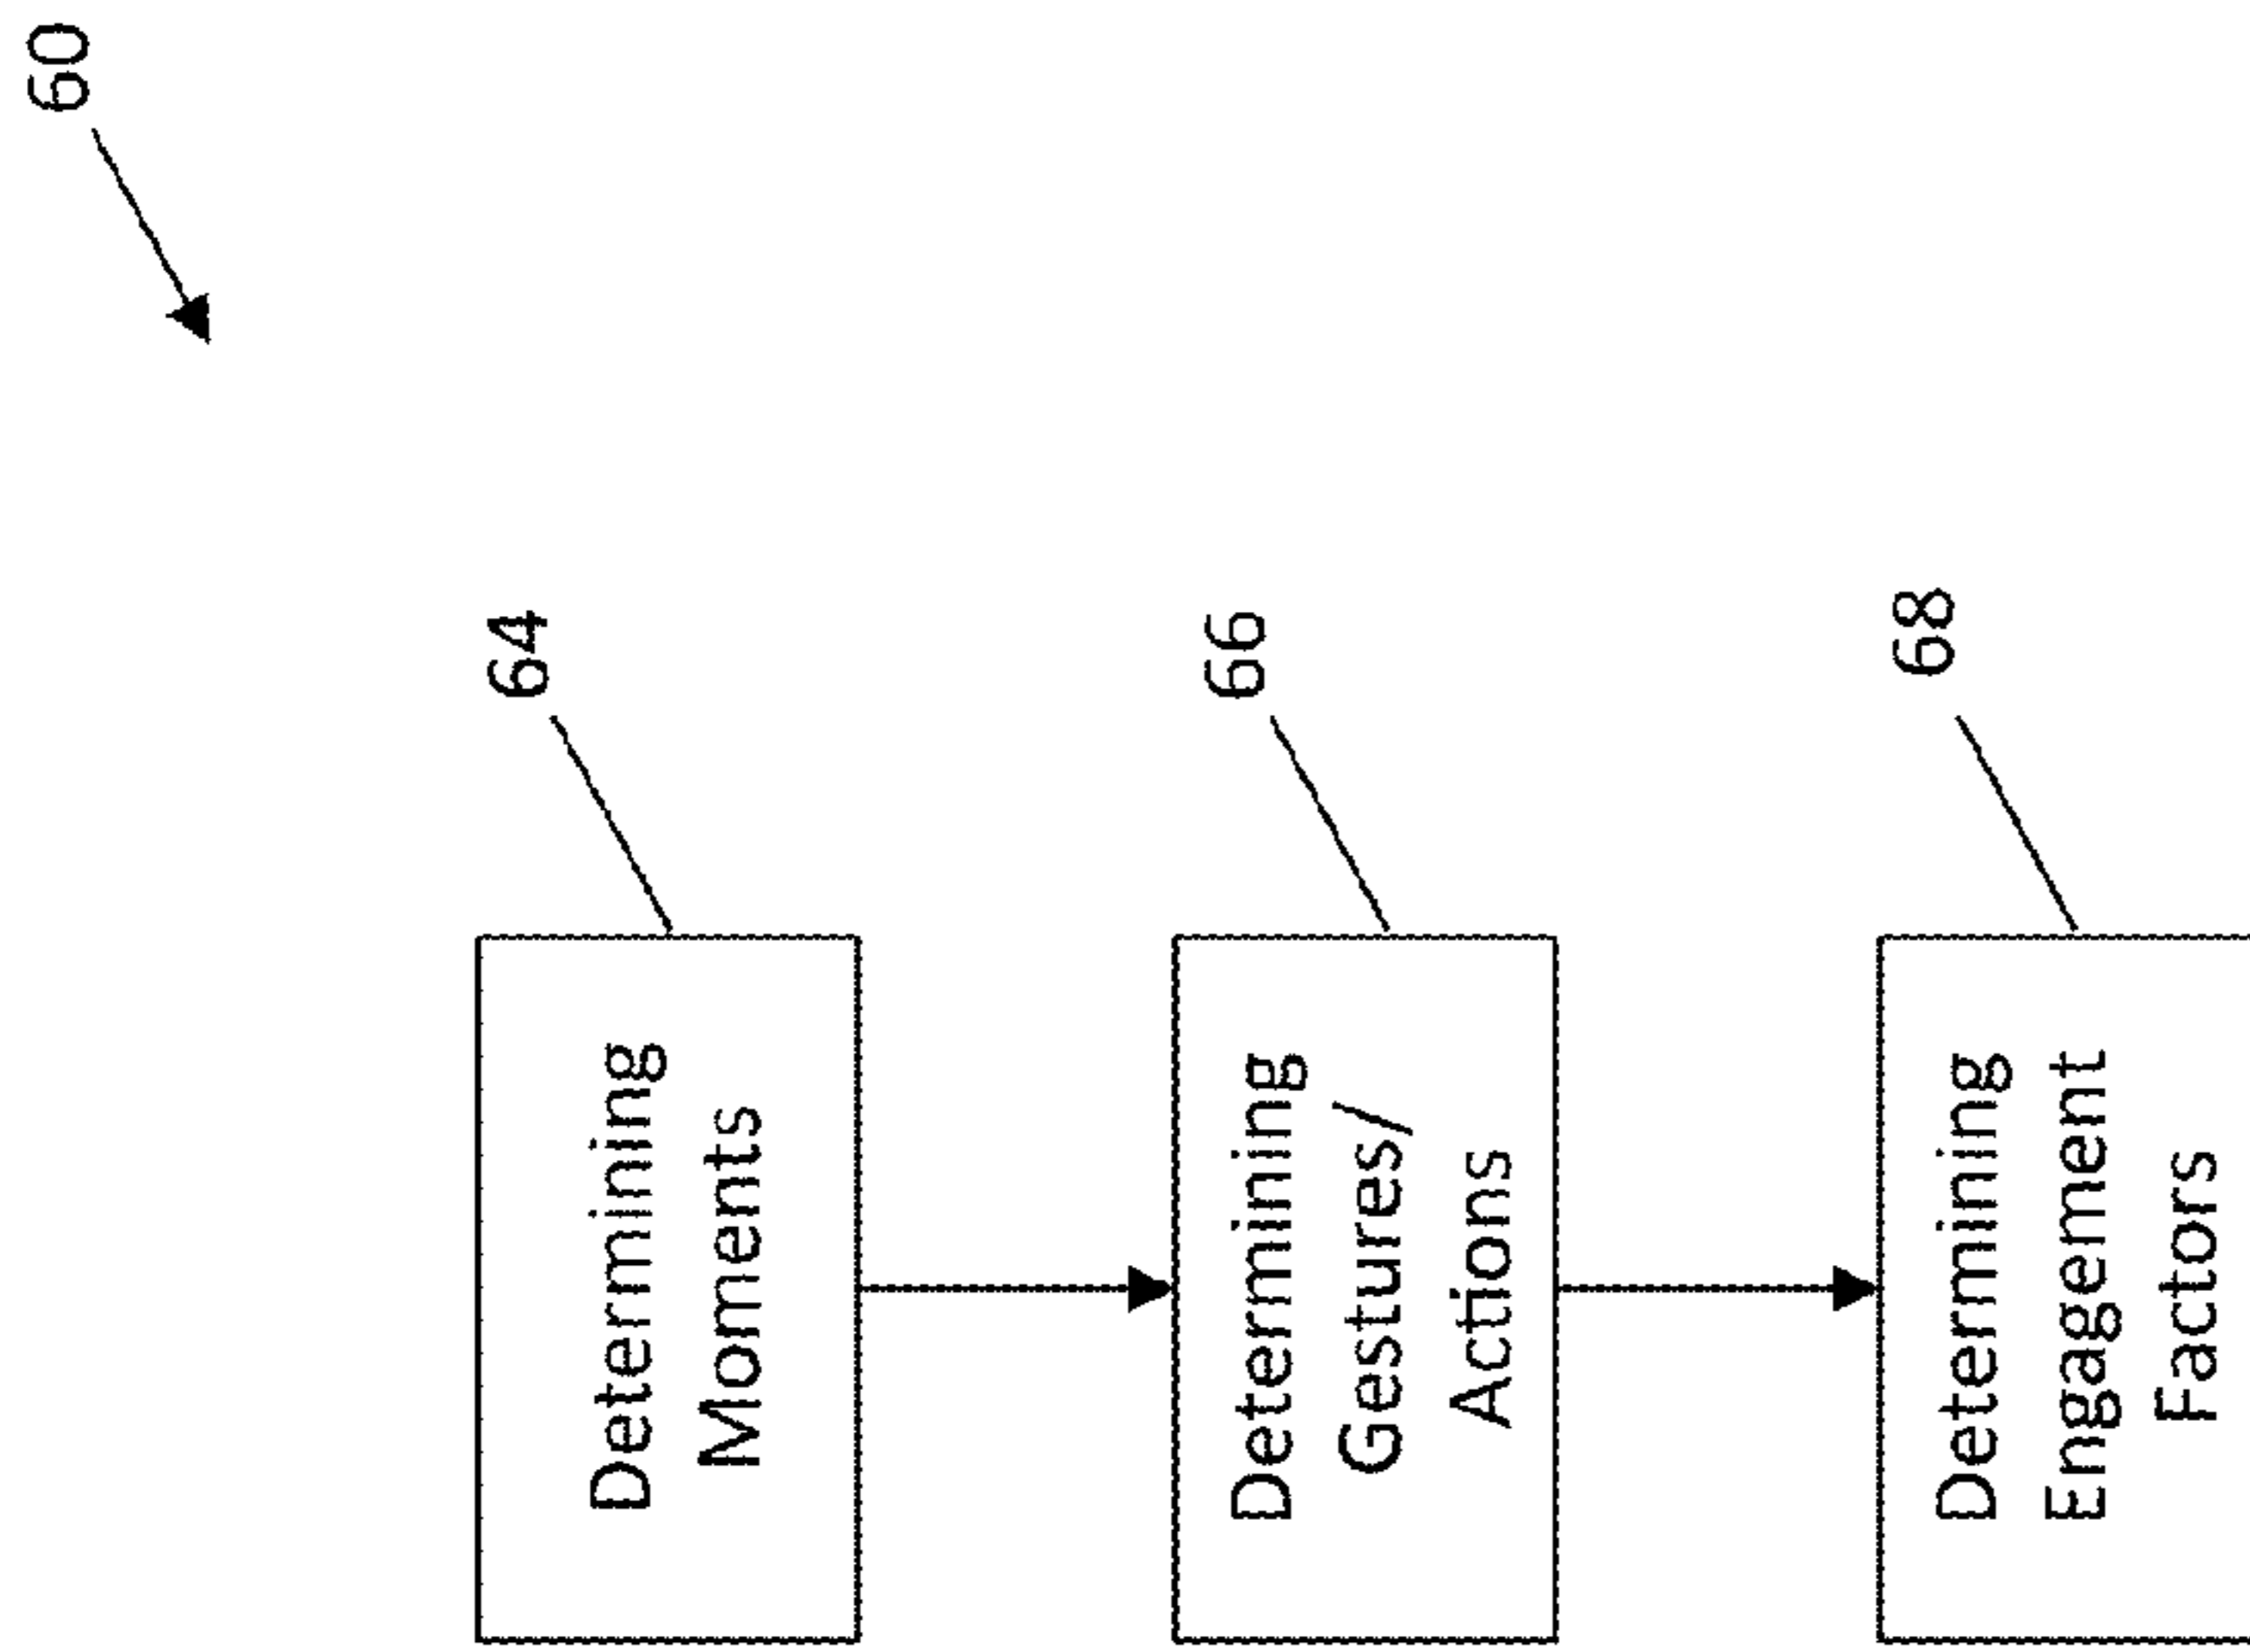 60
64
Determining
Moments
66
Determining
Gestures/
Actions
68
Determining
Engagement
Factors